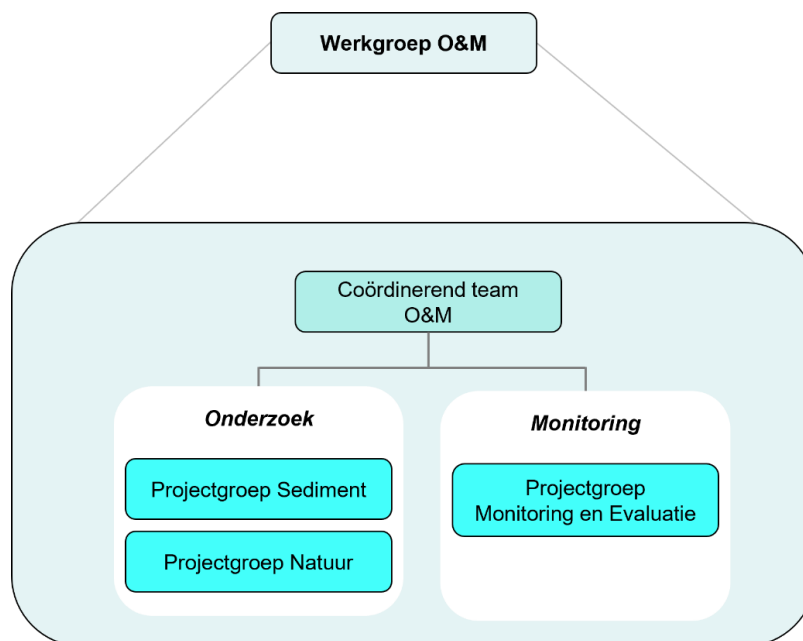 Werkgroep O&M
Coördinerend team
O&M
Onderzoek
Projectgroep Sediment
Projectgroep Natuur
Monitoring
Projectgroep
Monitoring en Evaluatie